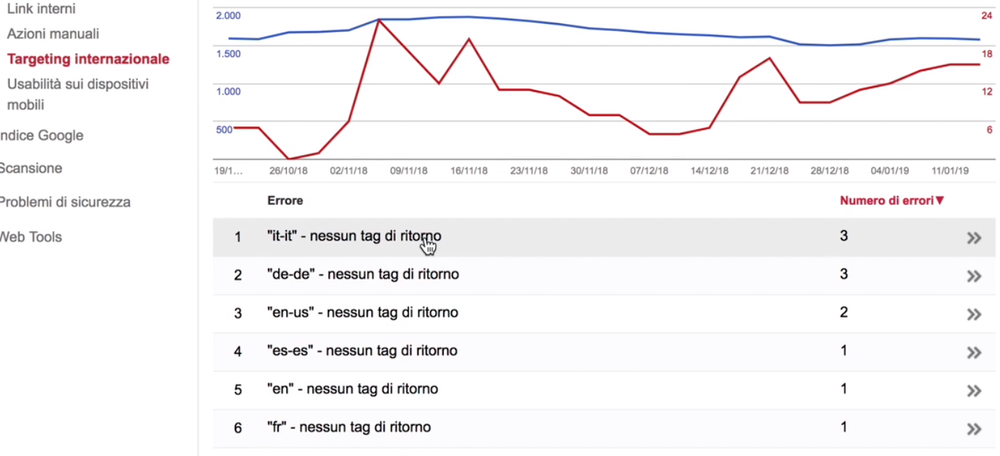 Link interni
Azioni manuali
Targeting internazionale
Usabilità sui dispositivi
mobili
ndice Google
Scansione
Problemi di sicurezza
Web Tools
2.000
24
1.500
18
1.000
12
500
6
19/1...
26/10/18
02/11/18
09/11/18
16/11/18
23/11/18
30/11/18
07/12/18
14/12/18
21/12/18
28/12/18
04/01/19
11/01/19
Errore
Numero di errori▼
1 "it-it" - nessun tag di ritorno 3 »
2 "de-de" - nessun tag di ritorno 3 »
3 "en-us" - nessun tag di ritorno 2 »
4 "es-es" - nessun tag di ritorno 1 »
5 "en" - nessun tag di ritorno 1 »
6 "fr" - nessun tag di ritorno 1 »